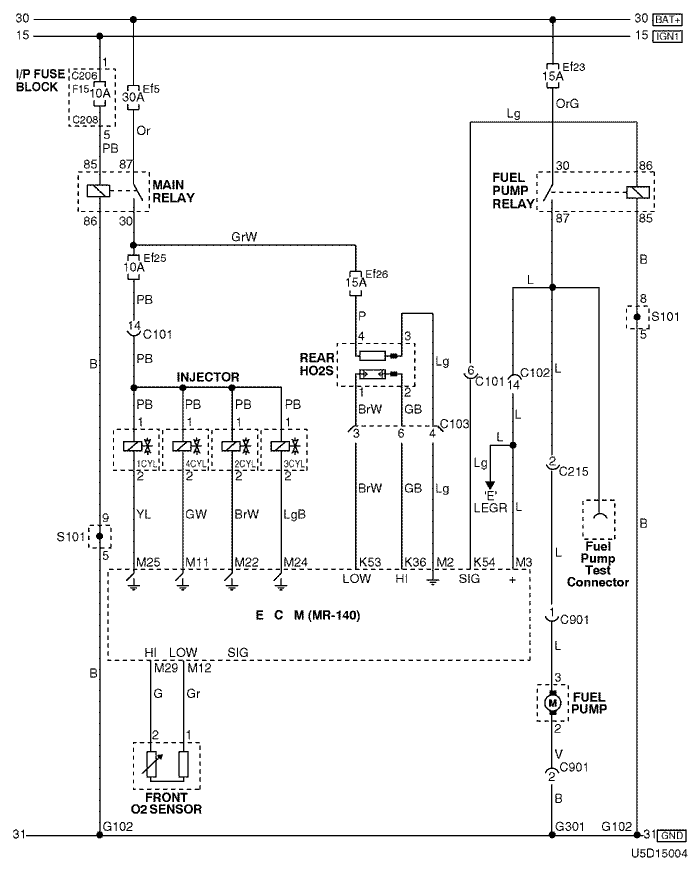 30 30 BAT+
15 15 IGN1
1
I/P FUSE
BLOCK
C206
F15 10A
C208
5
PB
Ef5
30A
Or
Ef23
15A
OrG
Lg
85 87
MAIN
RELAY
86 30
30 86
FUEL
PUMP
RELAY
87 85
GrW
Ef25
10A
PB
14
C101
PB
Ef26
15A
P
B
L
B
8
S101
5
4 3
REAR
HO2S
1 2
Lg
6
C101
C102
14
L
INJECTOR
PB PB PB PB
1 1 1 1
1CYL 4CYL 2CYL 3CYL
2 2 2 2
BrW GB
3 6 4 C103
L
Lg
'E'
LEGR
2
C215
B
YL GW BrW LgB
BrW GB Lg
L
9
S101
5
B
Fuel
Pump
Test
Connector
L
M25 M11 M22 M24 K53 K36 M2 K54 M3
LOW HI SIG +
E C M (MR-140)
HI LOW SIG
M29 M12
B
G Gr
2 1
FRONT
O2 SENSOR
1
C901
L
3
M
FUEL
PUMP
2
V
C901
2
B
31 G102 G301 G102 31 GND
U5D15004